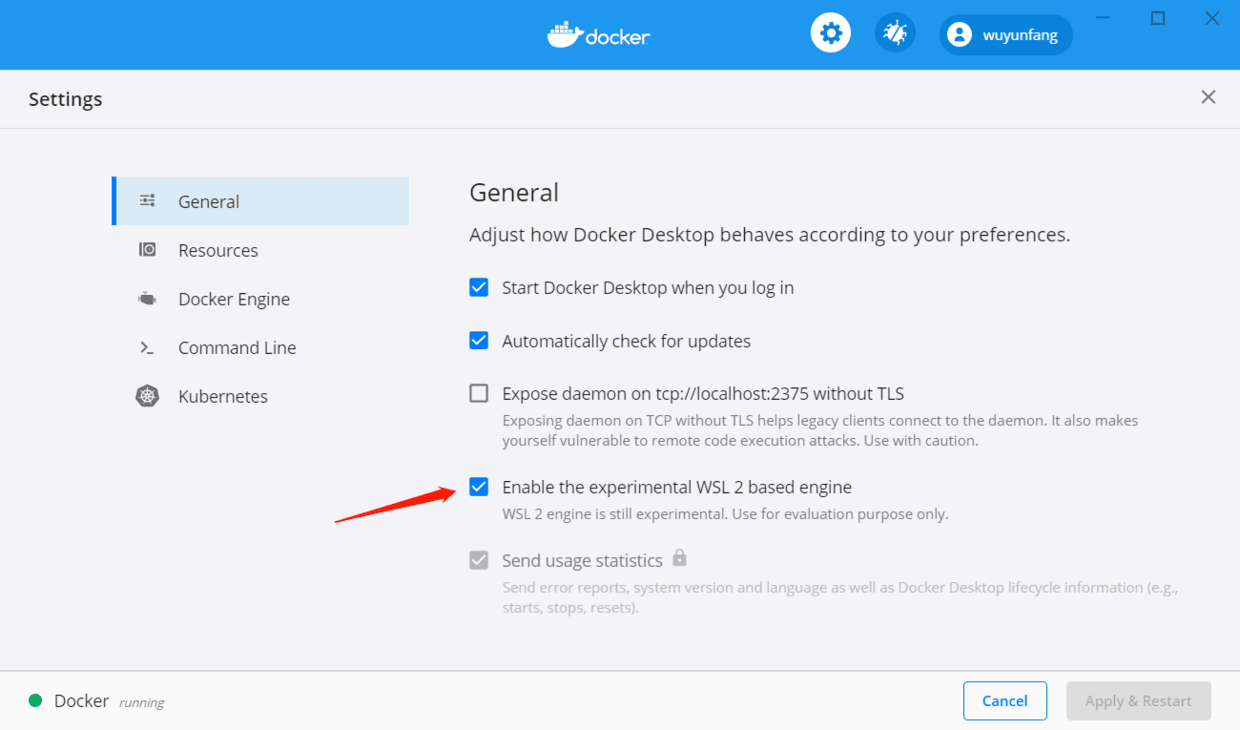 docker
wuyunfang
Settings
General
Resources
Docker Engine
Command Line
Kubernetes
General
Adjust how Docker Desktop behaves according to your preferences.
Start Docker Desktop when you log in
Automatically check for updates
Expose daemon on tcp://localhost:2375 without TLS
Exposing daemon on TCP without TLS helps legacy clients connect to the daemon. It also makes
yourself vulnerable to remote code execution attacks. Use with caution.
Enable the experimental WSL 2 based engine
WSL 2 engine is still experimental. Use for evaluation purpose only.
Send usage statistics
Send error reports, system version and language as well as Docker Desktop lifecycle information (e.g.,
starts, stops, resets).
Docker running
Cancel
Apply & Restart